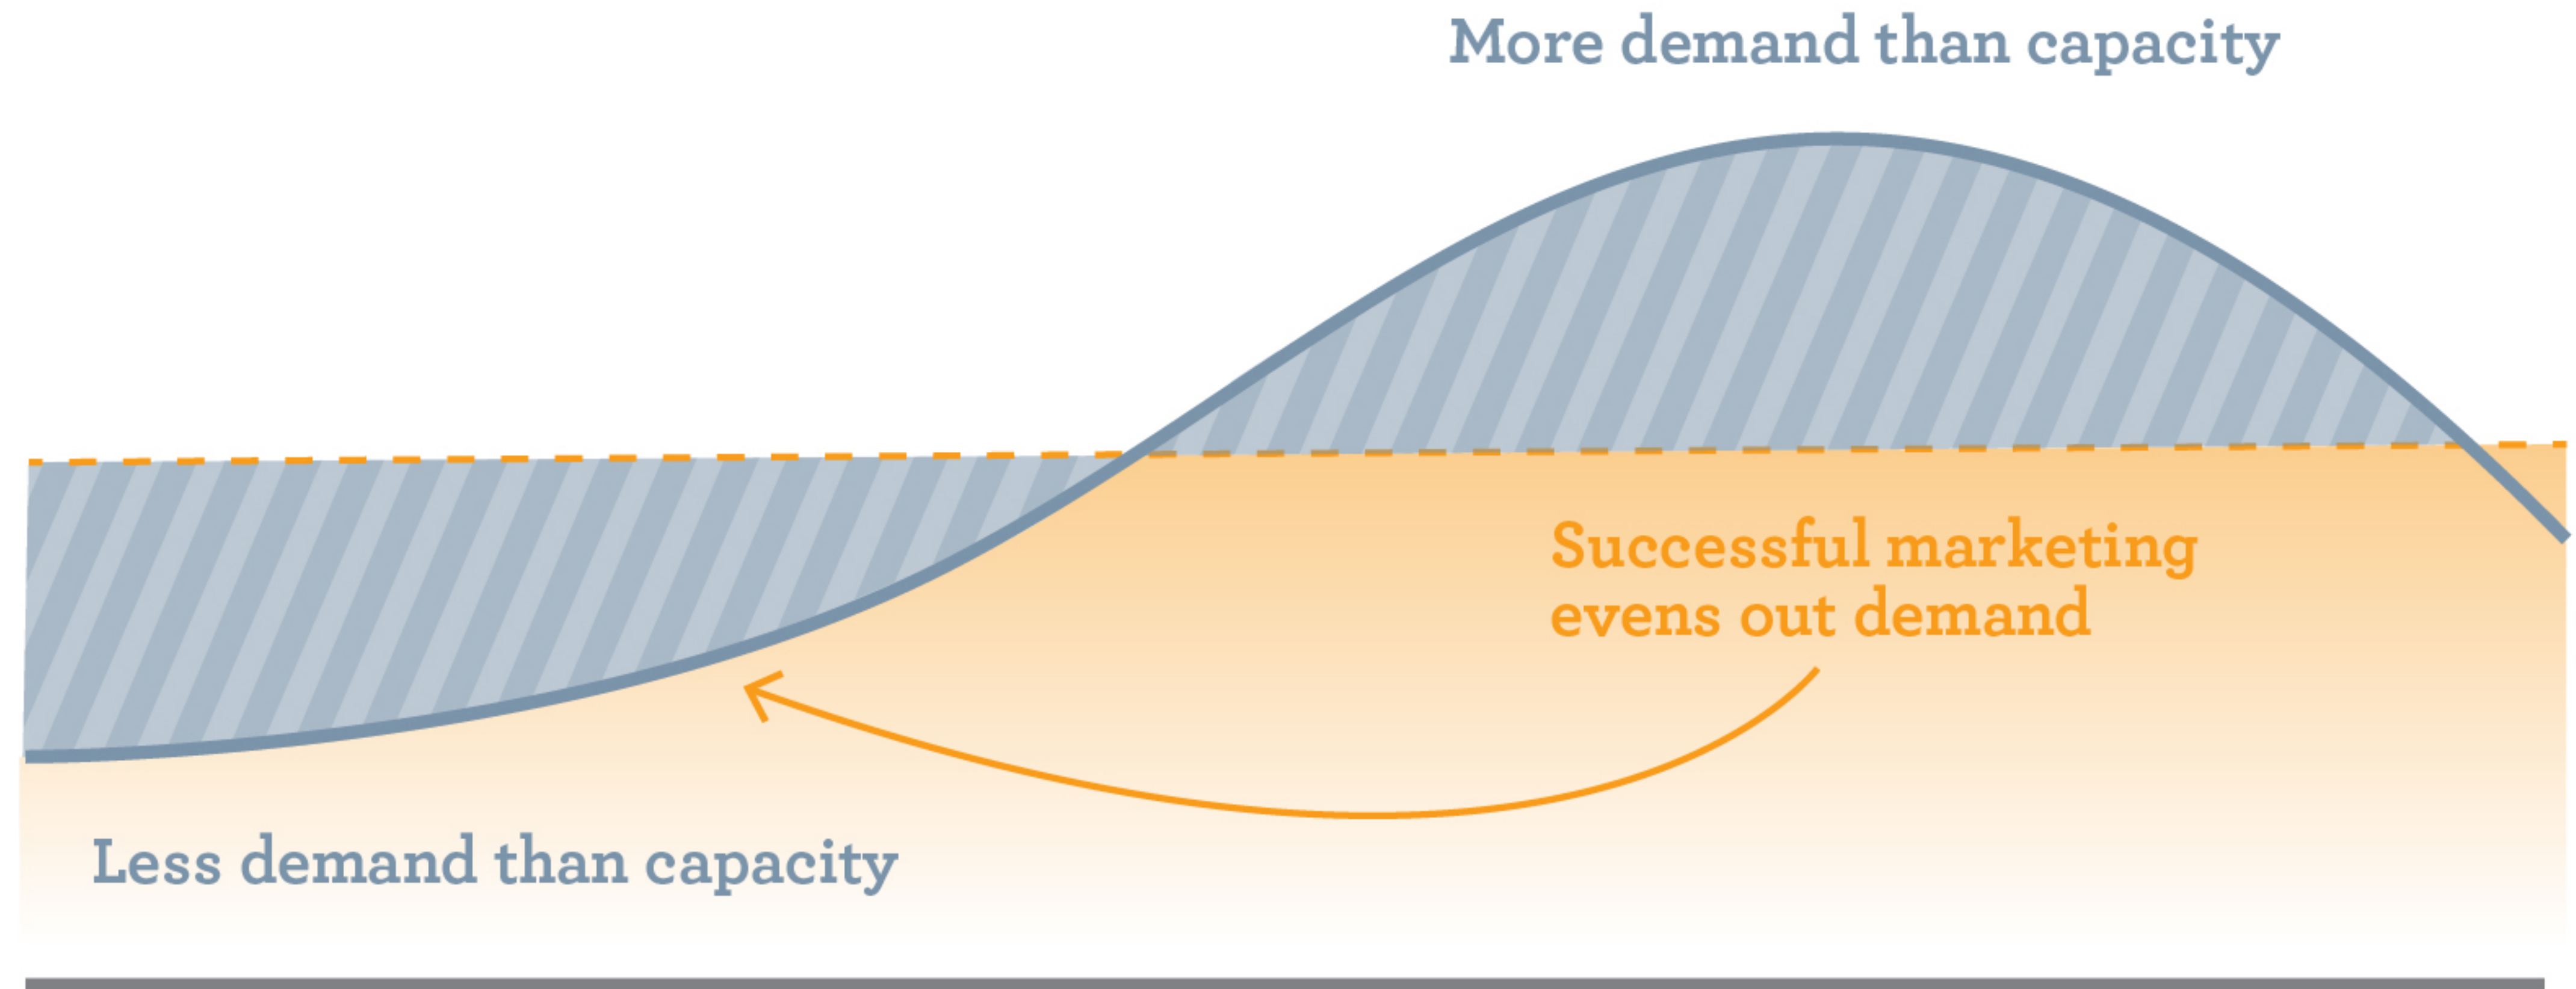 More demand than capacity
Successful marketing
evens out demand
Less demand than capacity